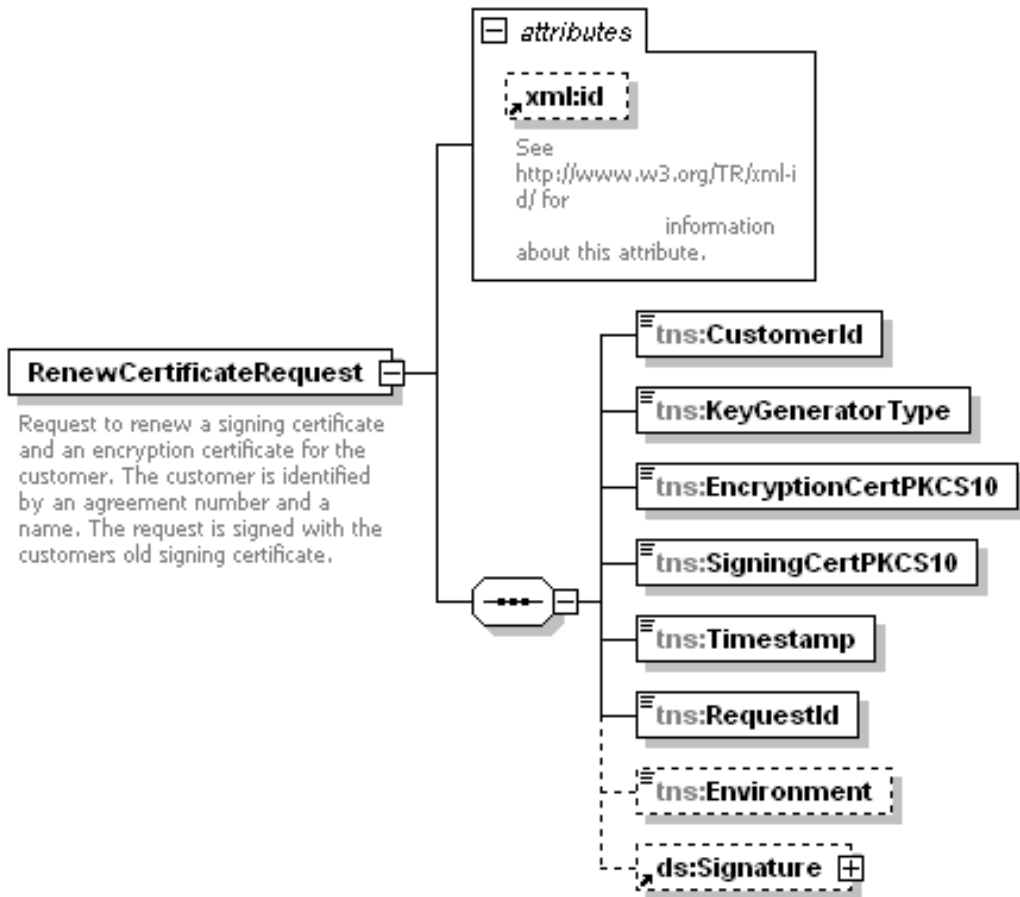 attributes
xml:id
See
http://www.w3.org/TR/xml-i
d/ for
information
about this attribute.
RenewCertificateRequest
Request to renew a signing certificate
and an encryption certificate for the
customer. The customer is identified
by an agreement number and a
name. The request is signed with the
customers old signing certificate.
tns:CustomerId
tns:KeyGeneratorType
tns:EncryptionCertPKCS10
tns:SigningCertPKCS10
tns:Timestamp
tns:RequestId
tns:Environment
ds:Signature